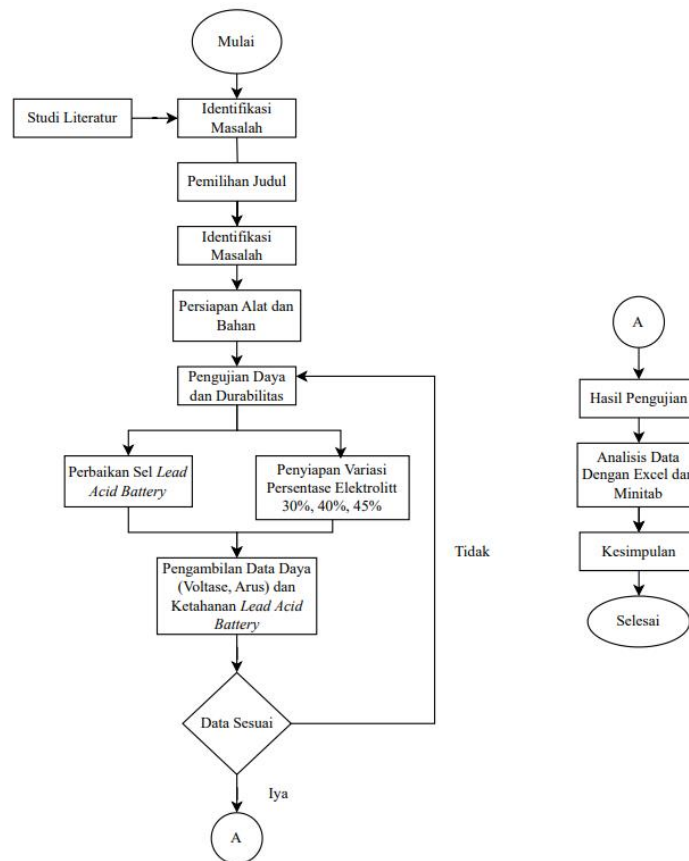 Mulai
Studi Literatur
Identifikasi
Masalah
Pemilihan Judul
Identifikasi
Masalah
Persiapan Alat dan
Bahan
Pengujian Daya
dan Durabilitas
Perbaikan Sel Lead
Acid Battery
Penyiapan Variasi
Persentase Elektrolitt
30%, 40%, 45%
Pengambilan Data Daya
(Voltase, Arus) dan
Ketahanan Lead Acid
Battery
Tidak
Data Sesuai
Iya
A
A
Hasil Pengujian
Analisis Data
Dengan Excel dan
Minitab
Kesimpulan
Selesai